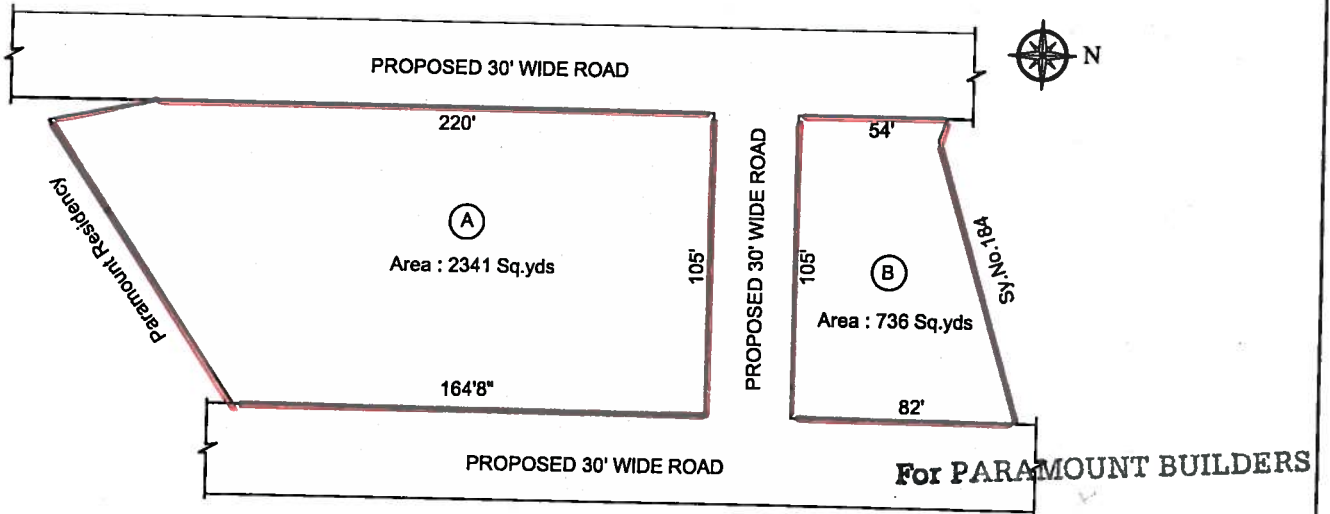 PROPOSED 30' WIDE ROAD
N
220'
54'
Paramount Residency
A
Area : 2341 Sq.yds
105'
PROPOSED 30' WIDE ROAD
105'
B
Area : 736 Sq.yds
Sy.No.184
164'8"
82'
PROPOSED 30' WIDE ROAD
For PARAMOUNT BUILDERS